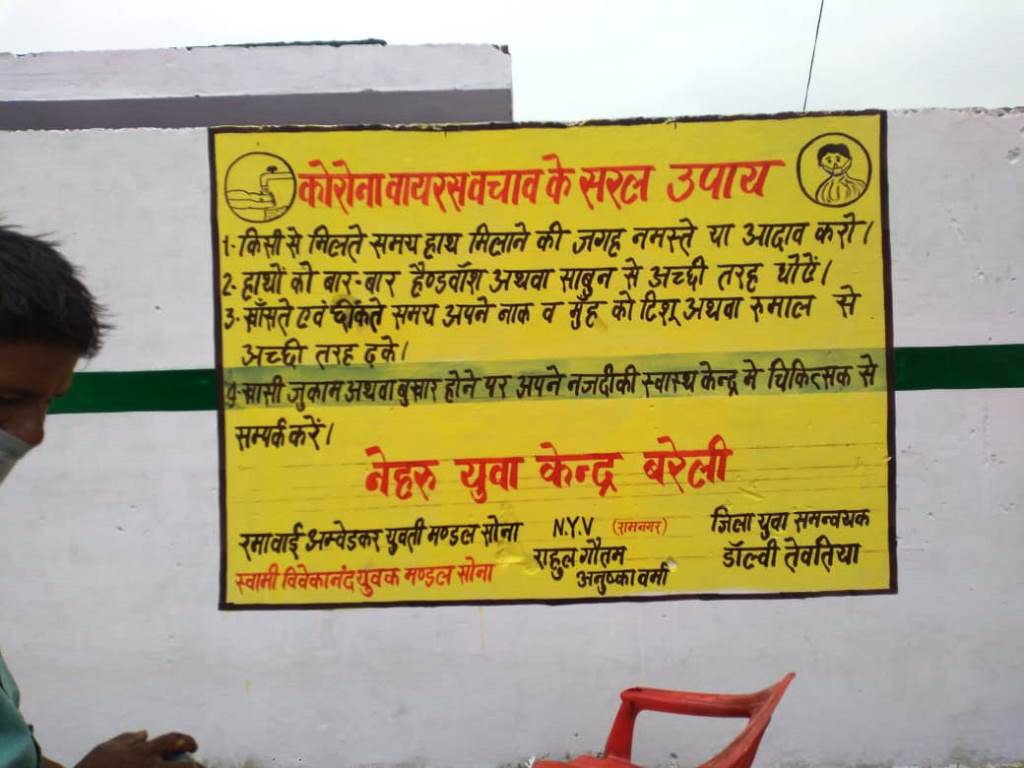 कोरोना वायरस वचाव के सरल उपाय
1- किसी से मिलते समय हाथ मिलाने की जगह नमस्ते या आदाव करो।
2- हाथों को बार-बार हैण्डवॉश अथवा साबुन से अच्छी तरह धोऐं।
3- खाँसते एवं छींकते समय अपने नाक व मुँह को टिशू अथवा रुमाल से
अच्छी तरह ढके।
4- खासी जुकाम अथवा बुखार होने पर अपने नजदीकी स्वास्थ केन्द्र मे चिकित्सक से
सम्पर्क करें।
नेहरु युवा केन्द्र बरेली
रमावाई अम्वेडकर युवती मण्डल सोना
स्वामी विवेकानंद युवक मण्डल सोना
N.Y.V (रामनगर)
राहुल गौतम
अनुष्का वर्मा
जिला युवा समन्वयक
डॉल्वी तेवतिया